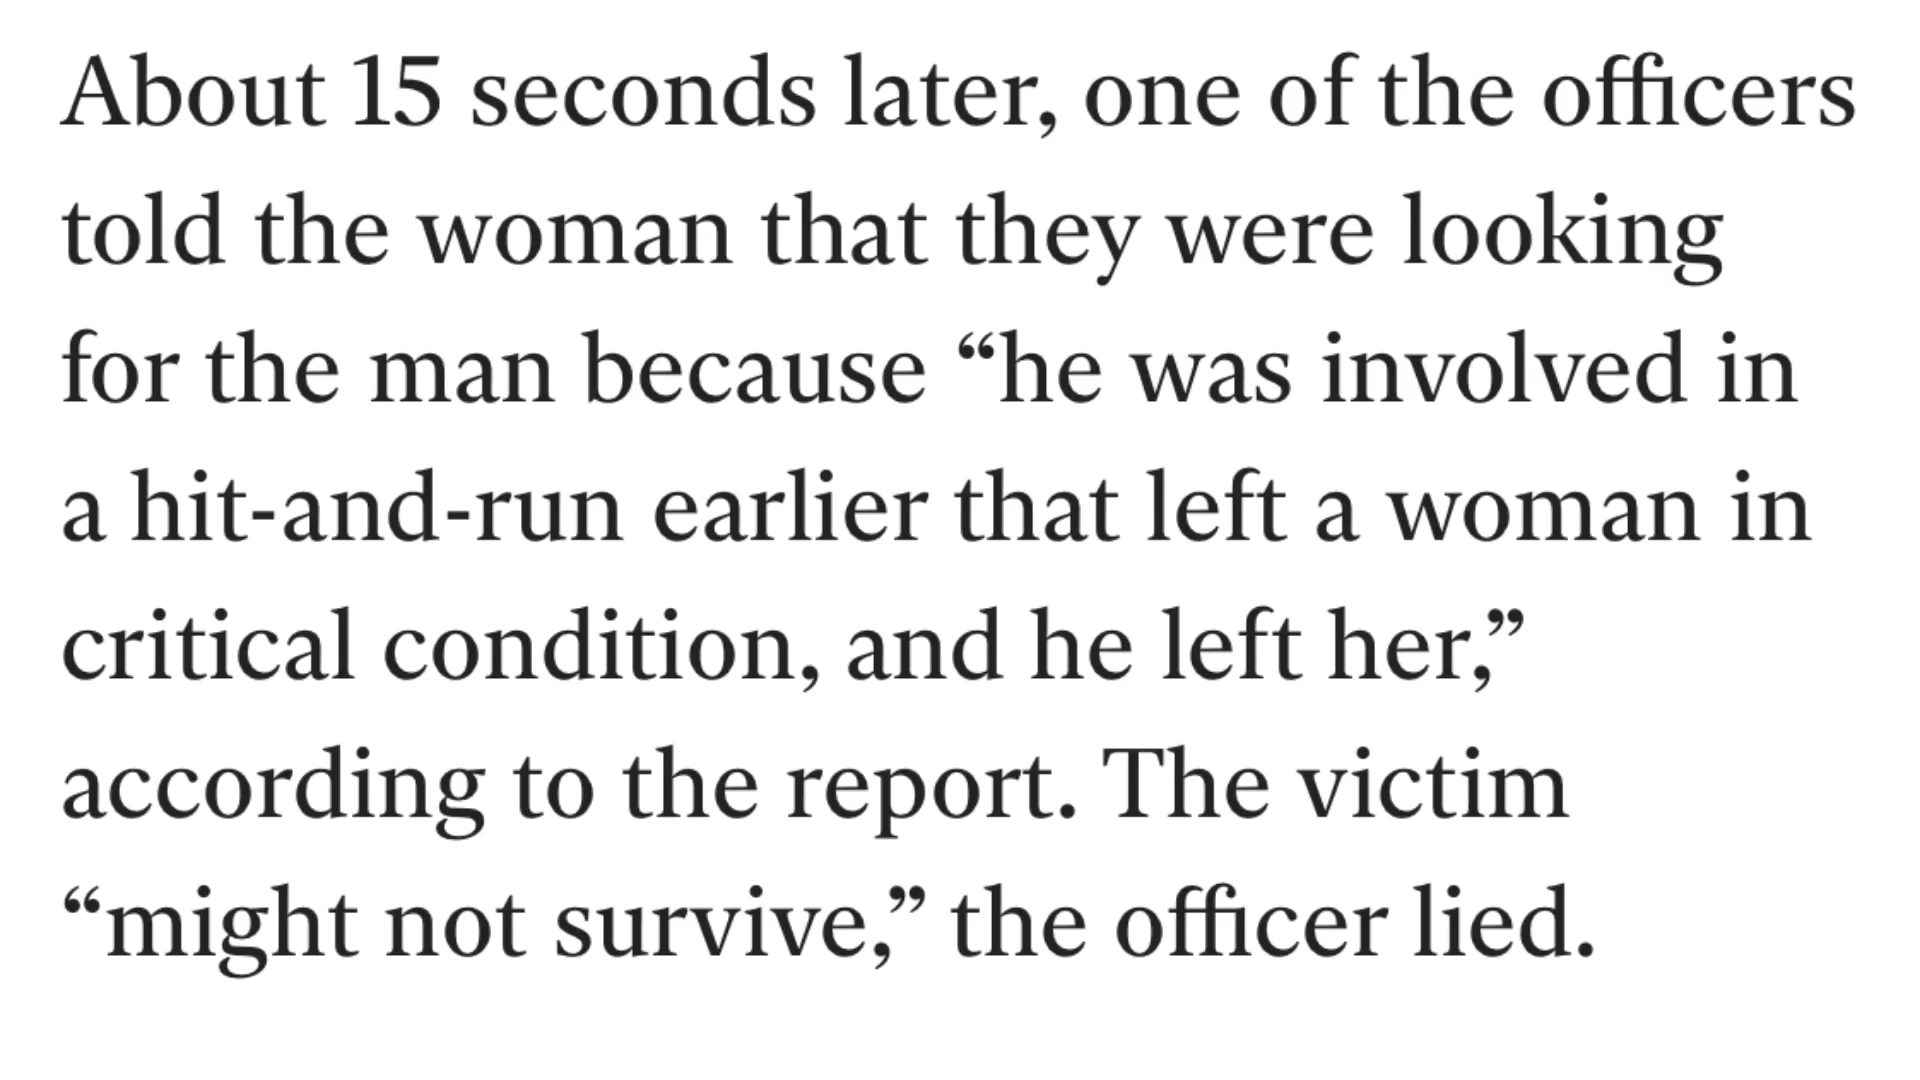 About 15 seconds later, one of the officers
told the woman that they were looking
for the man because “he was involved in
a hit-and-run earlier that left a woman in
critical condition, and he left her,”
according to the report. The victim
“might not survive,” the officer lied.